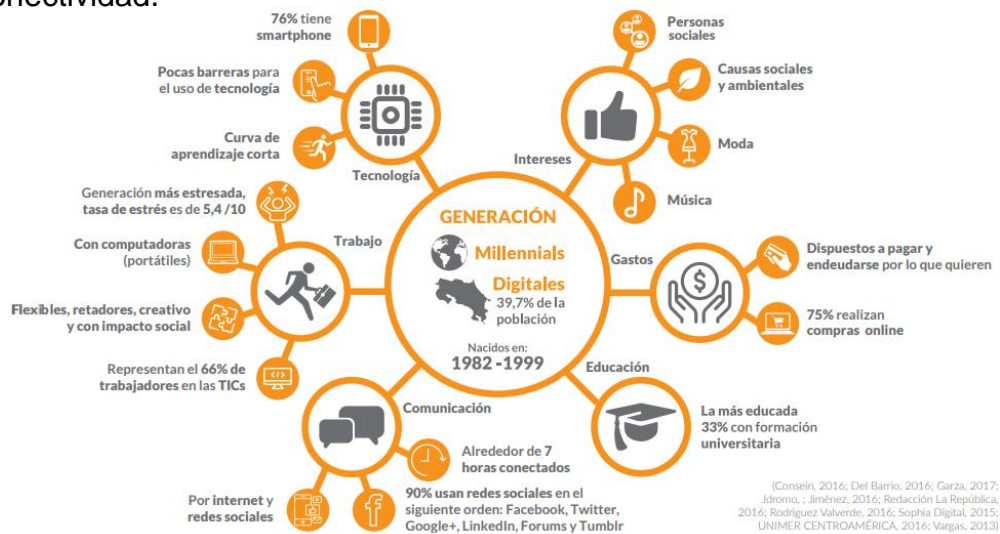 onectividad.
76% tiene
smartphone
Pocas barreras para
el uso de tecnología
Curva de
aprendizaje corta
Tecnología
Personas
sociales
Causas sociales
y ambientales
Moda
Música
Intereses
Generación más estresada,
tasa de estrés es de 5,4 /10
Con computadoras
(portátiles)
Flexibles, retadores, creativo
y con impacto social
Representan el 66% de
trabajadores en las TICs
Trabajo
GENERACIÓN
Millennials
Digitales
39,7% de la
población
Nacidos en:
1982 -1999
Gastos
$
Dispuestos a pagar y
endeudarse por lo que quieren
75% realizan
compras online
Educación
La más educada
33% con formación
universitaria
Comunicación
Alrededor de 7
horas conectados
Por internet y
redes sociales
f
90% usan redes sociales en el
siguiente orden: Facebook, Twitter,
Google+, LinkedIn, Forums y Tumblr
(Consein, 2016; Del Barrio, 2016; Garza, 2017;
Jdromo, ; Jiménez, 2016; Redacción La República,
2016; Rodriguez Valverde, 2016; Sophia Digital, 2015;
UNIMER CENTROAMÉRICA, 2016; Vargas, 2013)